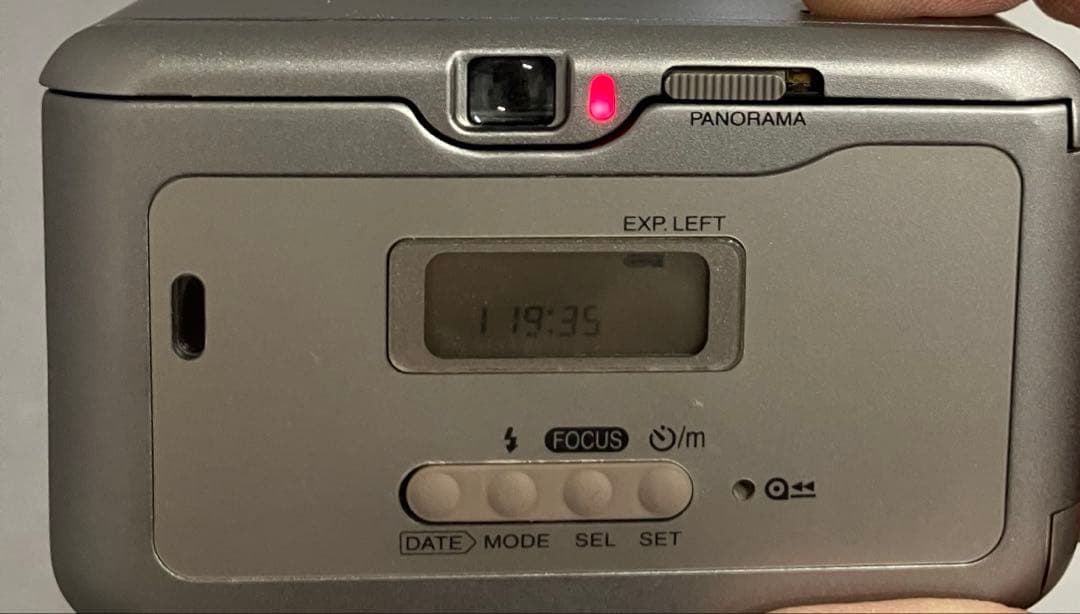 PANORAMA
EXP. LEFT
1 19:35
FOCUS /m
DATE MODE SEL SET